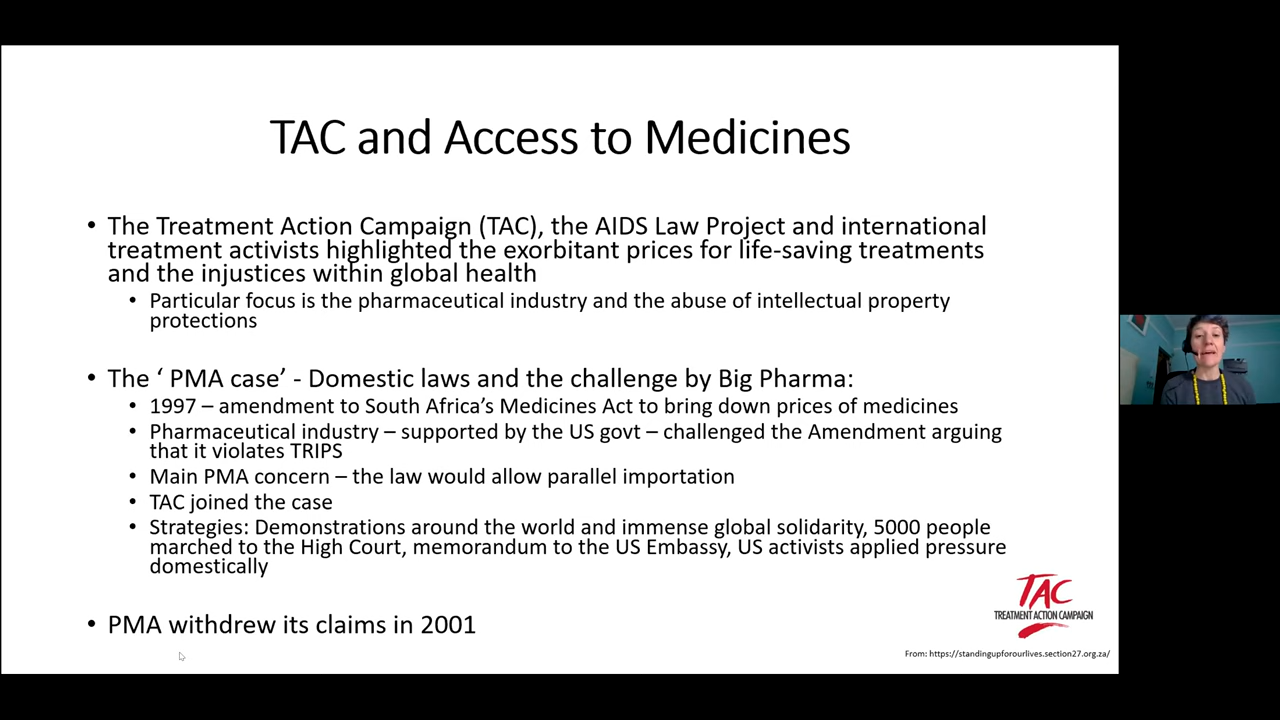 TAC and Access to Medicines
• The Treatment Action Campaign (TAC), the AIDS Law Project and international
treatment activists highlighted the exorbitant prices for life-saving treatments
and the injustices within global health
• Particular focus is the pharmaceutical industry and the abuse of intellectual property
protections
• The ‘ PMA case’ - Domestic laws and the challenge by Big Pharma:
• 1997 – amendment to South Africa’s Medicines Act to bring down prices of medicines
• Pharmaceutical industry – supported by the US govt – challenged the Amendment arguing
that it violates TRIPS
• Main PMA concern – the law would allow parallel importation
• TAC joined the case
• Strategies: Demonstrations around the world and immense global solidarity, 5000 people
marched to the High Court, memorandum to the US Embassy, US activists applied pressure
domestically
• PMA withdrew its claims in 2001
TAC
TREATMENT ACTION CAMPAIGN
From: https://standingupforourlives.section27.org.za/